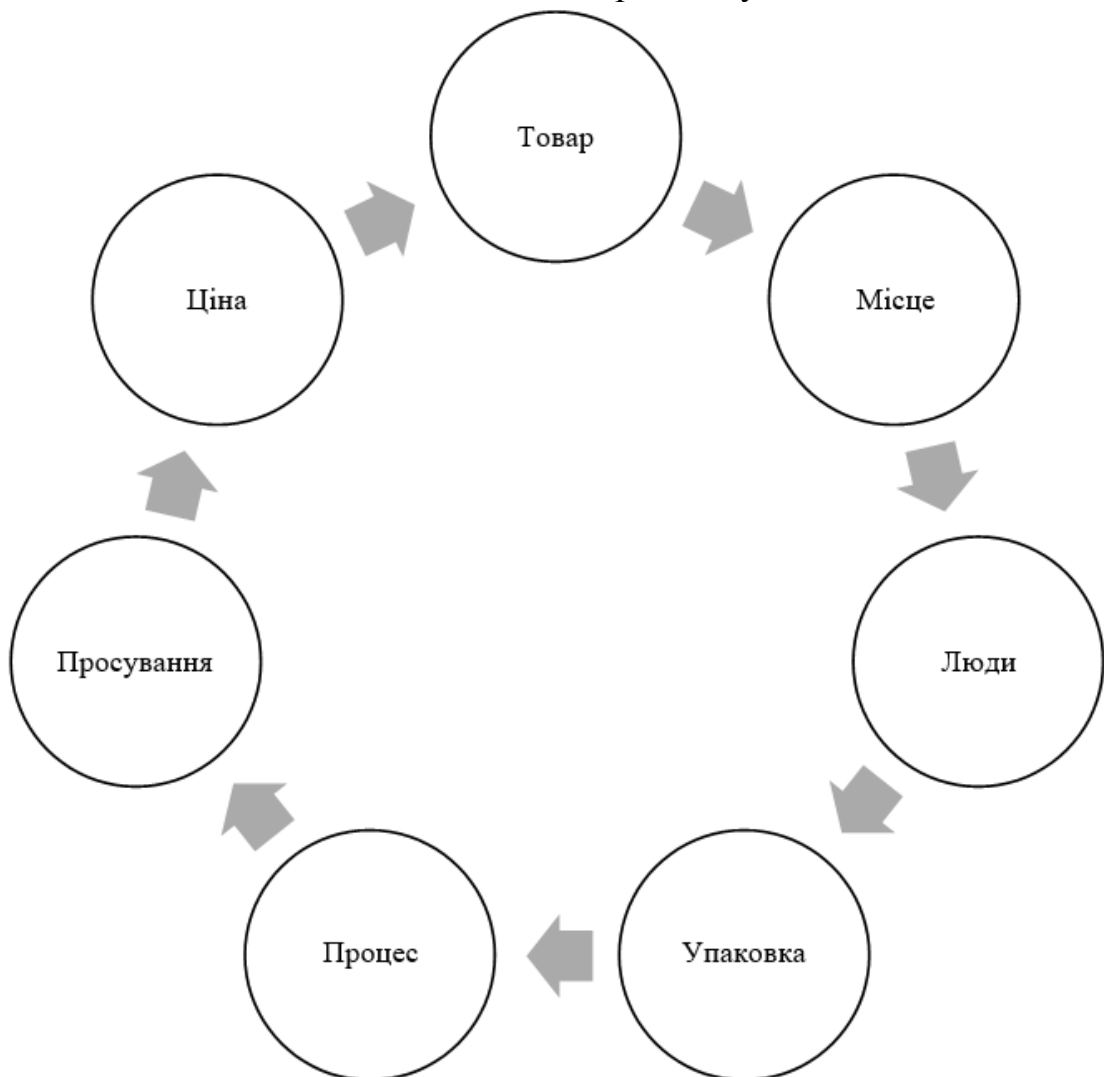 Товар
Місце
Люди
Упаковка
Процес
Просування
Ціна